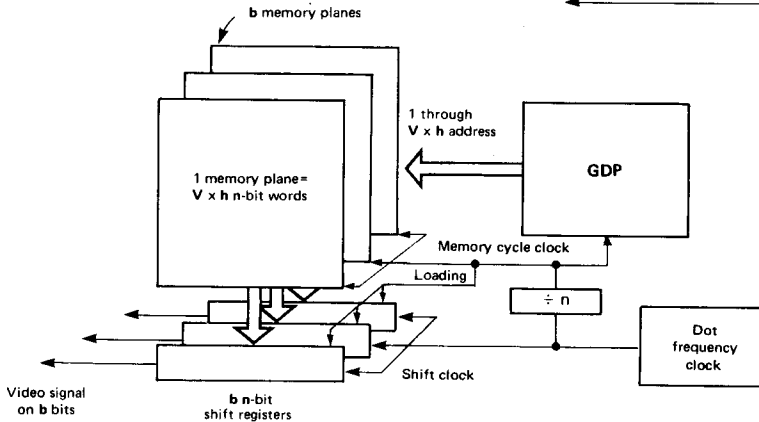 b memory planes
1 through
V x h address
1 memory plane=
V x h n-bit words
GDP
Memory cycle clock
Loading
÷ n
Dot
frequency
clock
Shift clock
Video signal
on b bits
b n-bit
shift registers